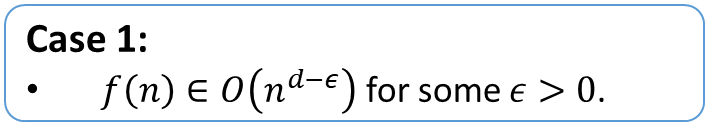 Case 1:
• 𝑓(𝑛) ∈ 𝑂(𝑛^{𝑑−𝜖}) for some 𝜖 > 0.